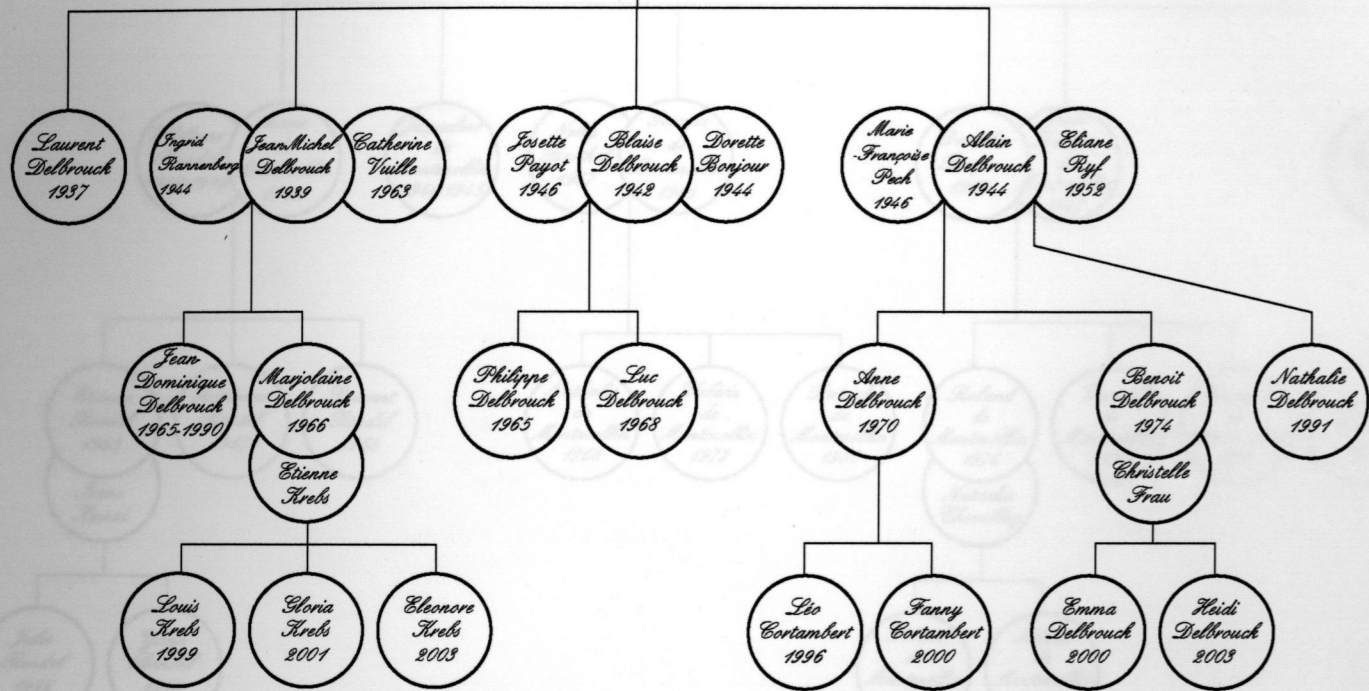 Laurent
Delbrouck
1937
Ingrid
Rannenberg
1944
Jean-Michel
Delbrouck
1939
Catherine
Vuille
1963
Josette
Payot
1946
Blaise
Delbrouck
1942
Dorette
Bonjour
1944
Marie
-Françoise
Pech
1946
Alain
Delbrouck
1944
Eliane
Ryf
1952
Jean-
Dominique
Delbrouck
1965-1990
Marjolaine
Delbrouck
1966
Etienne
Krebs
Philippe
Delbrouck
1965
Luc
Delbrouck
1968
Anne
Delbrouck
1970
Benoit
Delbrouck
1974
Christelle
Frau
Nathalie
Delbrouck
1991
Louis
Krebs
1999
Gloria
Krebs
2001
Eleonore
Krebs
2003
Léo
Cortambert
1996
Fanny
Cortambert
2000
Emma
Delbrouck
2000
Heidi
Delbrouck
2003